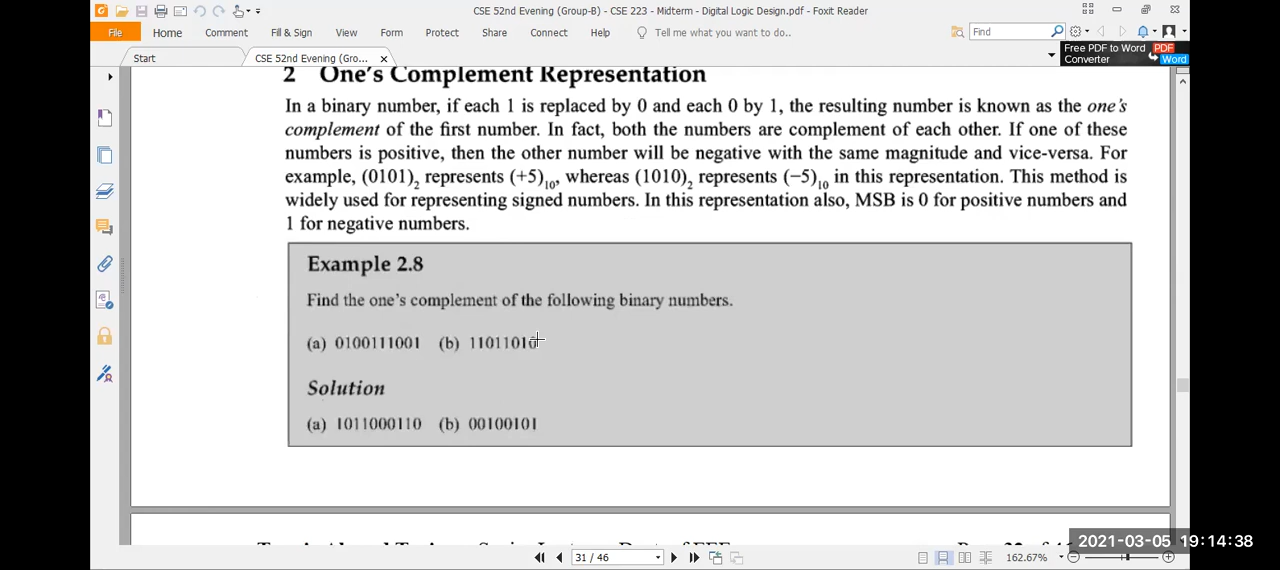 CSE 52nd Evening (Group-B) - CSE 223 - Midterm - Digital Logic Design.pdf - Foxit Reader
File Home Comment Fill & Sign View Form Protect Share Connect Help Tell me what you want to do.. Find
Start CSE 52nd Evening (Gro... ×
Free PDF to Word
Converter
PDF
Word
2 One's Complement Representation
In a binary number, if each 1 is replaced by 0 and each 0 by 1, the resulting number is known as the one's
complement of the first number. In fact, both the numbers are complement of each other. If one of these
numbers is positive, then the other number will be negative with the same magnitude and vice-versa. For
example, (0101)₂ represents (+5)₁₀, whereas (1010)₂ represents (−5)₁₀ in this representation. This method is
widely used for representing signed numbers. In this representation also, MSB is 0 for positive numbers and
1 for negative numbers.
Example 2.8
Find the one's complement of the following binary numbers.
(a) 0100111001 (b) 11011010
Solution
(a) 1011000110 (b) 00100101
2021-03-05 19:14:38
31 / 46
162.67%